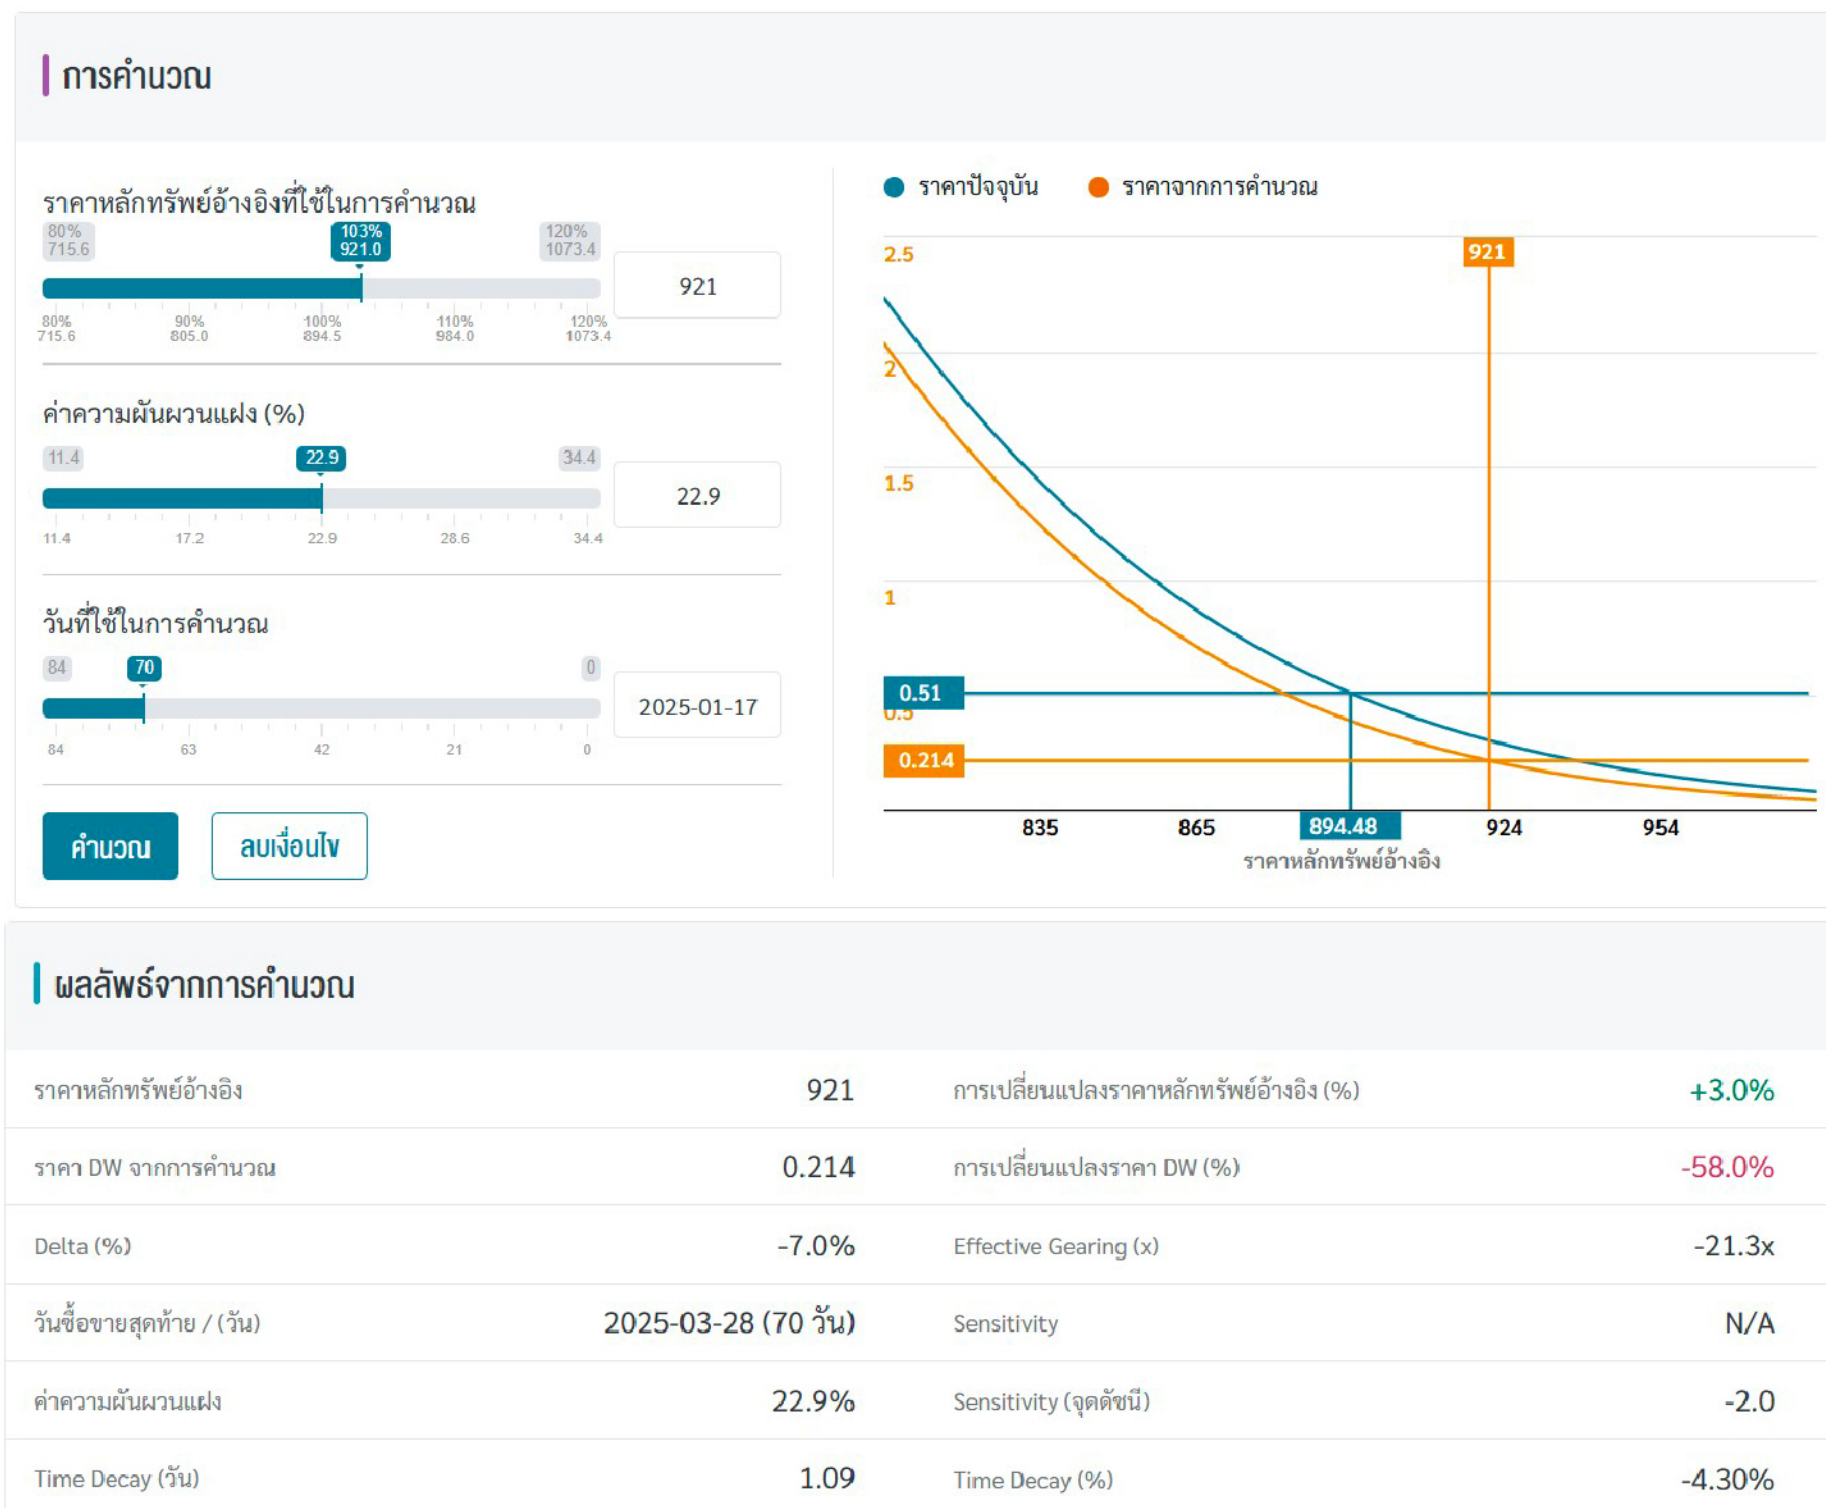 การคำนวณ
ราคาหลักทรัพย์อ้างอิงที่ใช้ในการคำนวณ
80% 103% 120%
715.6 921.0 1073.4
921
80% 90% 100% 110% 120%
715.6 805.0 894.5 984.0 1073.4
ค่าความผันผวนแฝง (%)
11.4 22.9 34.4
22.9
11.4 17.2 22.9 28.6 34.4
วันที่ใช้ในการคำนวณ
84 70 0
2025-01-17
84 63 42 21 0
คำนวณ ลบเงื่อนไข
ราคาปัจจุบัน ราคาจากการคำนวณ
2.5
921
2
1.5
1
0.51
0.5
0.214
835 865 894.48 924 954
ราคาหลักทรัพย์อ้างอิง
ผลลัพธ์จากการคำนวณ
ราคาหลักทรัพย์อ้างอิง 921 การเปลี่ยนแปลงราคาหลักทรัพย์อ้างอิง (%) +3.0%
ราคา DW จากการคำนวณ 0.214 การเปลี่ยนแปลงราคา DW (%) -58.0%
Delta (%) -7.0% Effective Gearing (x) -21.3x
วันซื้อขายสุดท้าย / (วัน) 2025-03-28 (70 วัน) Sensitivity N/A
ค่าความผันผวนแฝง 22.9% Sensitivity (จุดดัชนี) -2.0
Time Decay (วัน) 1.09 Time Decay (%) -4.30%